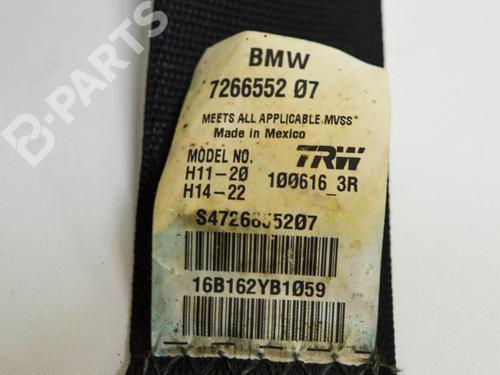 B-PARTS
BMW
7266552 07
MEETS ALL APPLICABLE MVSS*
Made in Mexico
MODEL NO.
TRW
H11-20
100616_3R
H14-22
16B162YB1059